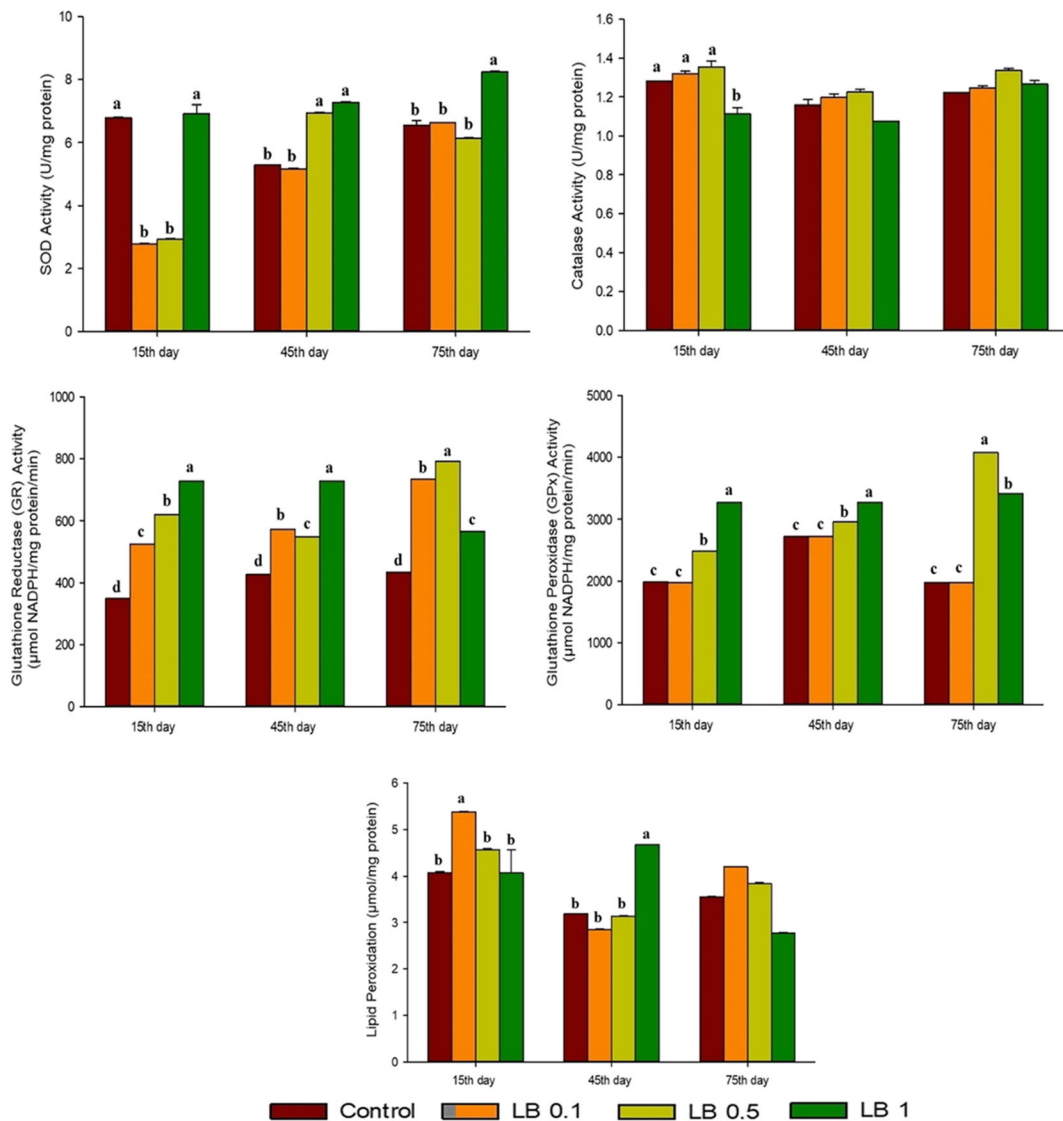 SOD Activity (U/mg protein)
10
8
6
4
2
0
a
b
b
a
b
b
a
a
b
b
b
a
15th day
45th day
75th day
Catalase Activity (U/mg protein)
1.6
1.4
1.2
1.0
0.8
0.6
0.4
0.2
0.0
a
a
a
b
15th day
45th day
75th day
Glutathione Reductase (GR) Activity
(µmol NADPH/mg protein/min)
1000
800
600
400
200
0
d
c
b
a
d
b
c
a
d
b
a
c
15th day
45th day
75th day
Glutathione Peroxidase (GPx) Activity
(µmol NADPH/mg protein/min)
5000
4000
3000
2000
1000
0
c
c
b
a
c
c
b
a
c
c
a
b
15th day
45th day
75th day
Lipid Peroxidation (µmol/mg protein)
6
5
4
3
2
1
0
b
a
b
b
b
b
b
a
15th day
45th day
75th day
Control
LB 0.1
LB 0.5
LB 1